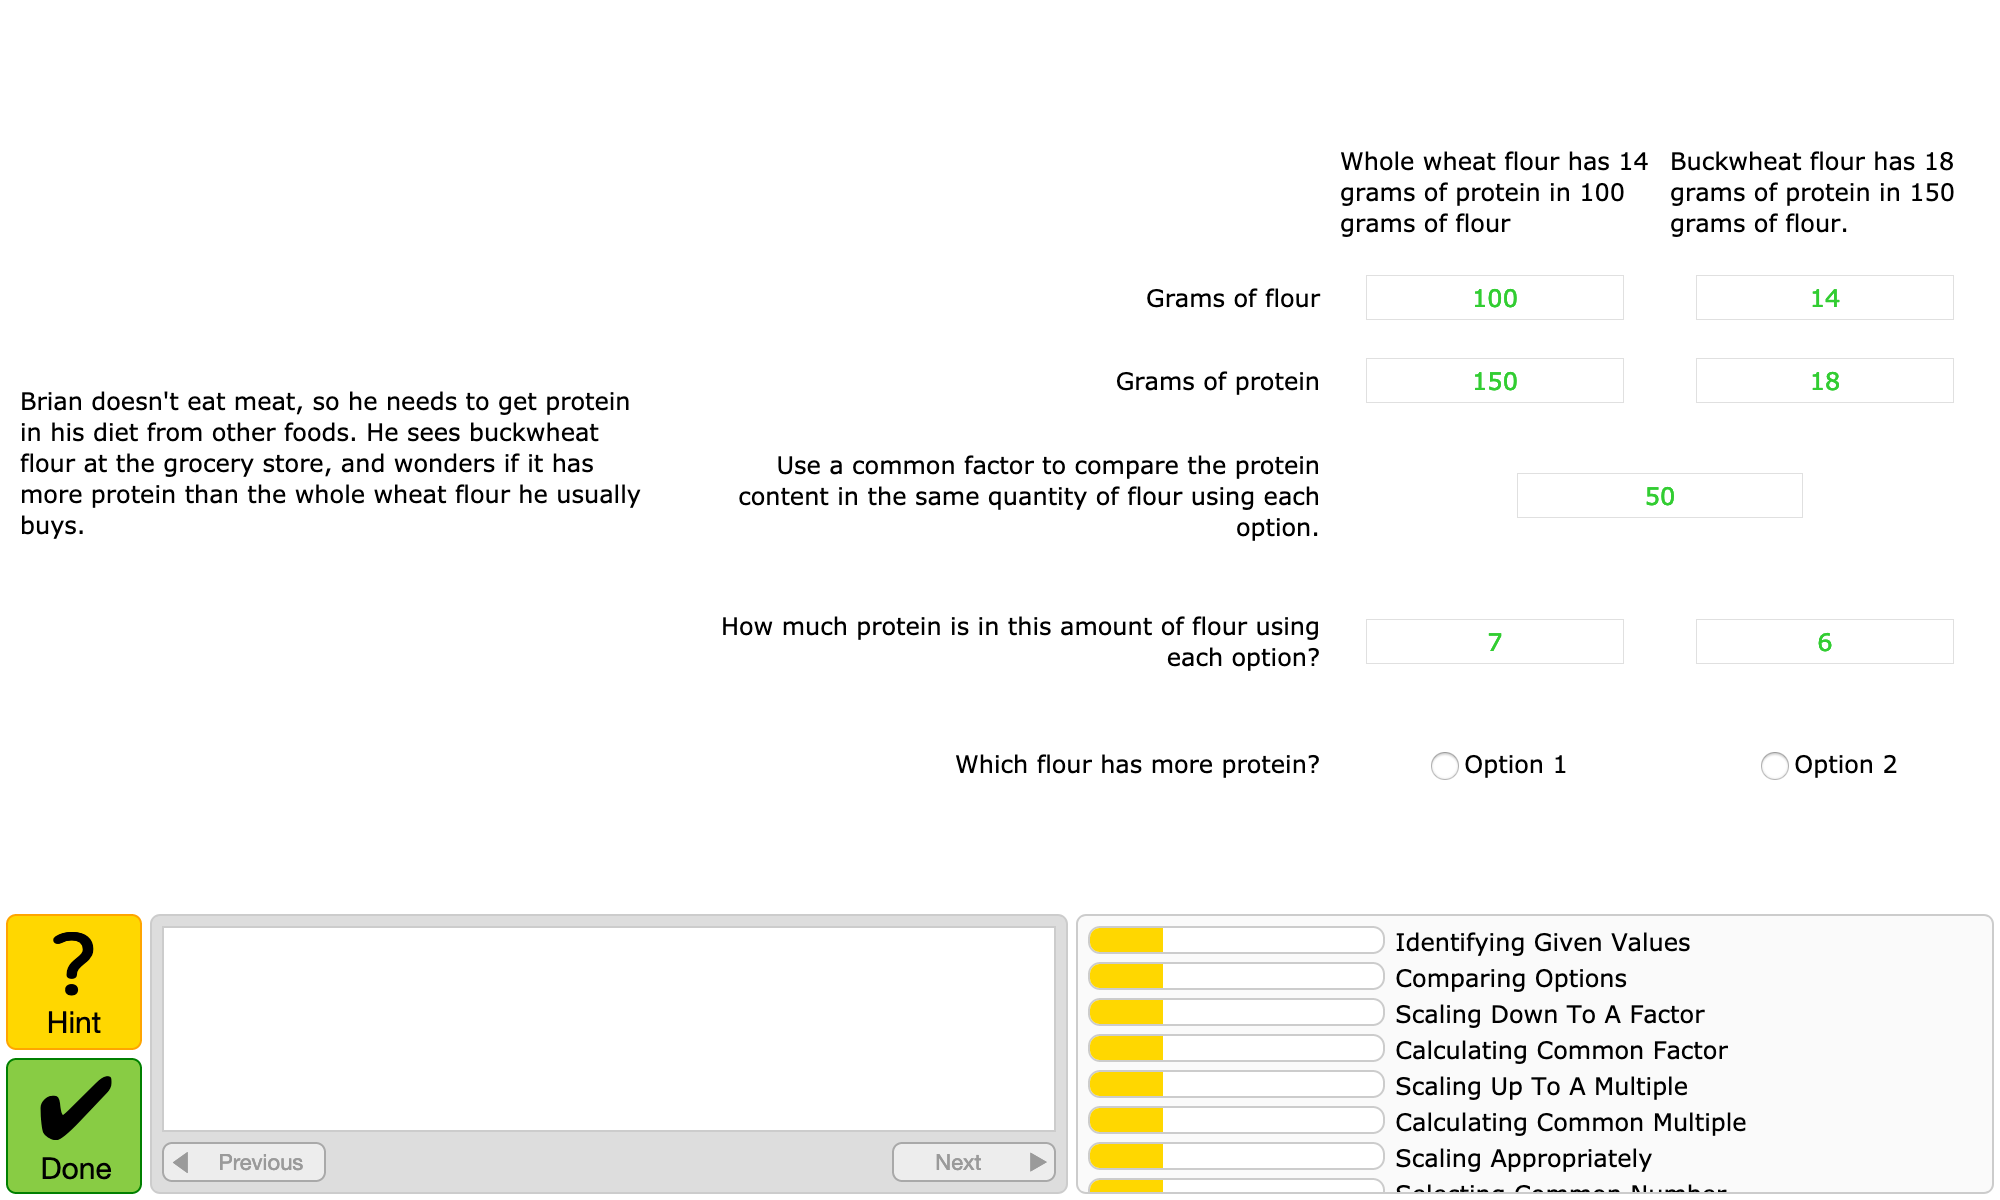 Whole wheat flour has 14
grams of protein in 100
grams of flour
Buckwheat flour has 18
grams of protein in 150
grams of flour.
Grams of flour
100
14
Grams of protein
150
18
Brian doesn't eat meat, so he needs to get protein
in his diet from other foods. He sees buckwheat
flour at the grocery store, and wonders if it has
more protein than the whole wheat flour he usually
buys.
Use a common factor to compare the protein
content in the same quantity of flour using each
option.
50
How much protein is in this amount of flour using
each option?
7
6
Which flour has more protein?
Option 1
Option 2
?
Hint
Done
Previous
Next
Identifying Given Values
Comparing Options
Scaling Down To A Factor
Calculating Common Factor
Scaling Up To A Multiple
Calculating Common Multiple
Scaling Appropriately
Selecting Common Number